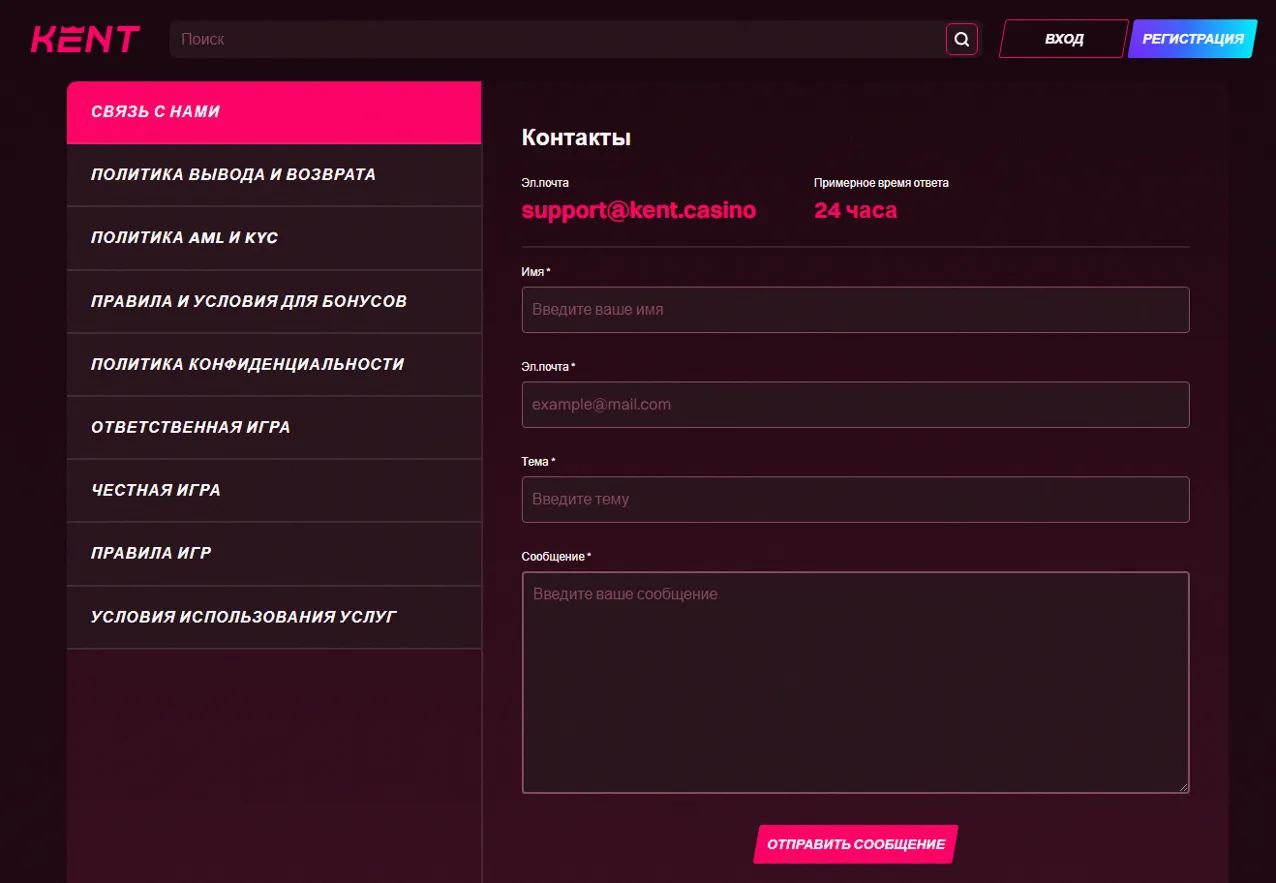 KENT
Поиск
ВХОД
РЕГИСТРАЦИЯ
СВЯЗЬ С НАМИ
ПОЛИТИКА ВЫВОДА И ВОЗВРАТА
ПОЛИТИКА AML И KYC
ПРАВИЛА И УСЛОВИЯ ДЛЯ БОНУСОВ
ПОЛИТИКА КОНФИДЕНЦИАЛЬНОСТИ
ОТВЕТСТВЕННАЯ ИГРА
ЧЕСТНАЯ ИГРА
ПРАВИЛА ИГР
УСЛОВИЯ ИСПОЛЬЗОВАНИЯ УСЛУГ
Контакты
Эл.почта
support@kent.casino
Примерное время ответа
24 часа
Имя *
Введите ваше имя
Эл.почта *
example@mail.com
Тема *
Введите тему
Сообщение *
Введите ваше сообщение
ОТПРАВИТЬ СООБЩЕНИЕ